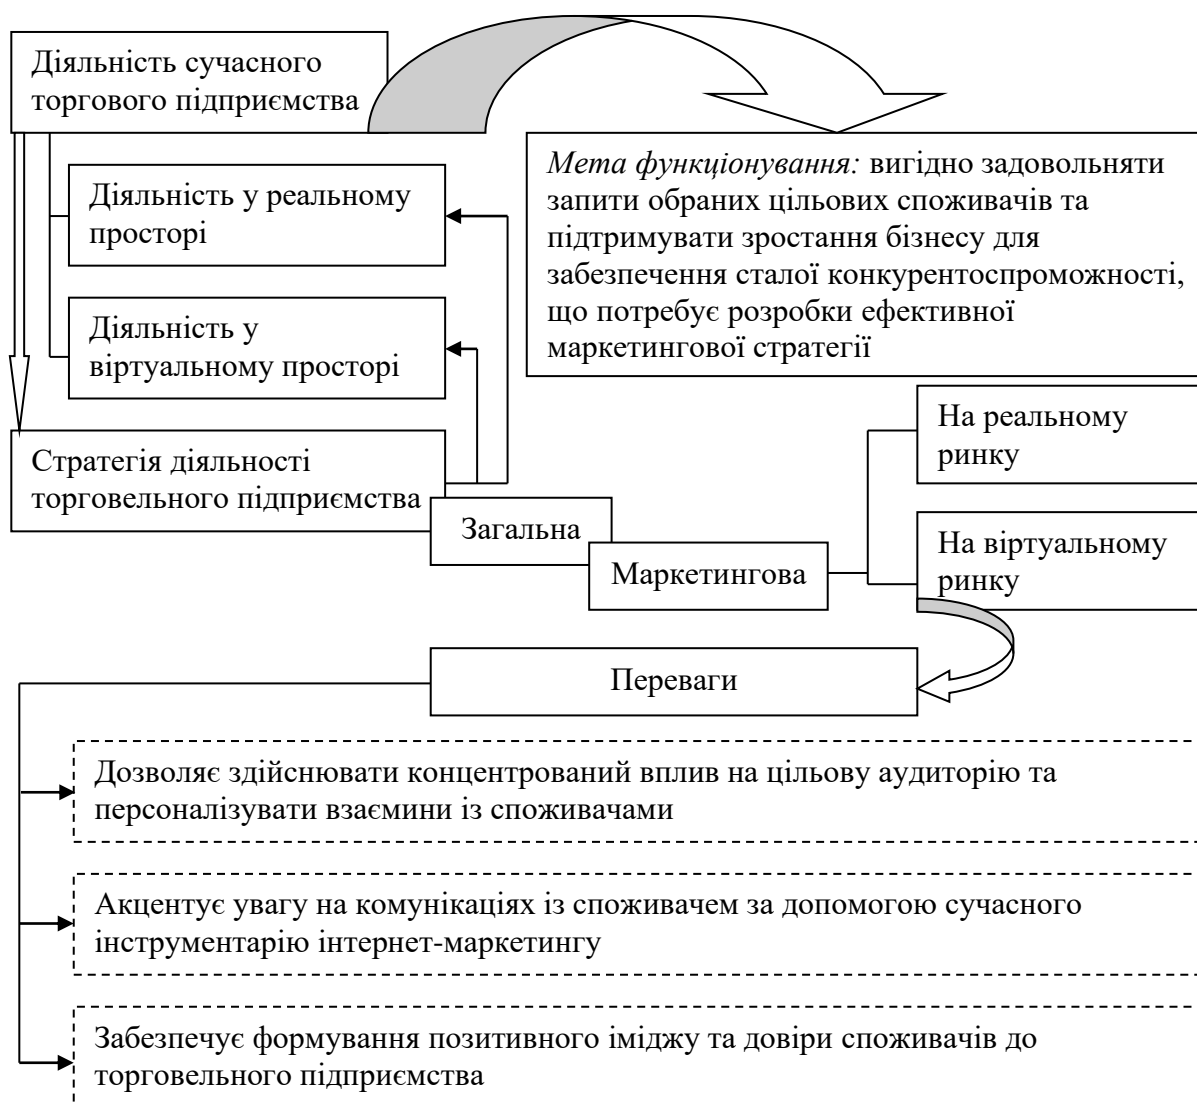 Діяльність сучасного
торгового підприємства
Мета функціонування: вигідно задовольняти
запити обраних цільових споживачів та
підтримувати зростання бізнесу для
забезпечення сталої конкурентоспроможності,
що потребує розробки ефективної
маркетингової стратегії
Діяльність у реальному
просторі
Діяльність у
віртуальному просторі
Стратегія діяльності
торговельного підприємства
Загальна
Маркетингова
На реальному
ринку
На віртуальному
ринку
Переваги
Дозволяє здійснювати концентрований вплив на цільову аудиторію та
персоналізувати взаємини із споживачами
Акцентує увагу на комунікаціях із споживачем за допомогою сучасного
інструментарію інтернет-маркетингу
Забезпечує формування позитивного іміджу та довіри споживачів до
торговельного підприємства